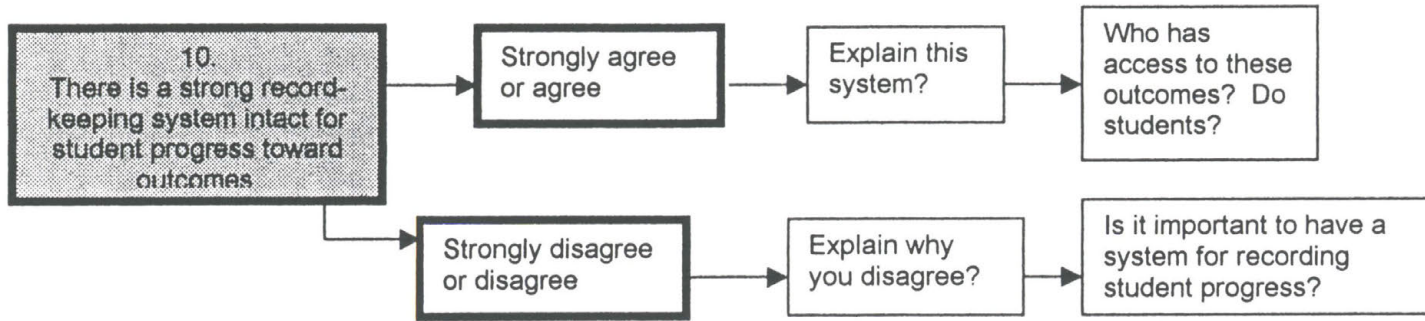 10.
There is a strong record-
keeping system intact for
student progress toward
outcomes
Strongly agree
or agree
Explain this
system?
Who has
access to these
outcomes? Do
students?
Strongly disagree
or disagree
Explain why
you disagree?
Is it important to have a
system for recording
student progress?